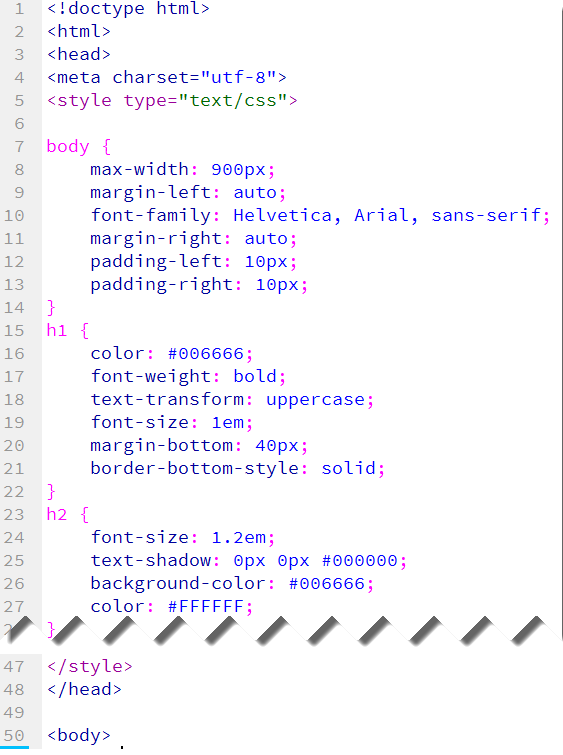 1 <!doctype html>
2 <html>
3 <head>
4 <meta charset="utf-8">
5 <style type="text/css">
6
7 body {
8     max-width: 900px;
9     margin-left: auto;
10     font-family: Helvetica, Arial, sans-serif;
11     margin-right: auto;
12     padding-left: 10px;
13     padding-right: 10px;
14 }
15 h1 {
16     color: #006666;
17     font-weight: bold;
18     text-transform: uppercase;
19     font-size: 1em;
20     margin-bottom: 40px;
21     border-bottom-style: solid;
22 }
23 h2 {
24     font-size: 1.2em;
25     text-shadow: 0px 0px #000000;
26     background-color: #006666;
27     color: #FFFFFF;
}
47 </style>
48 </head>
49
50 <body>